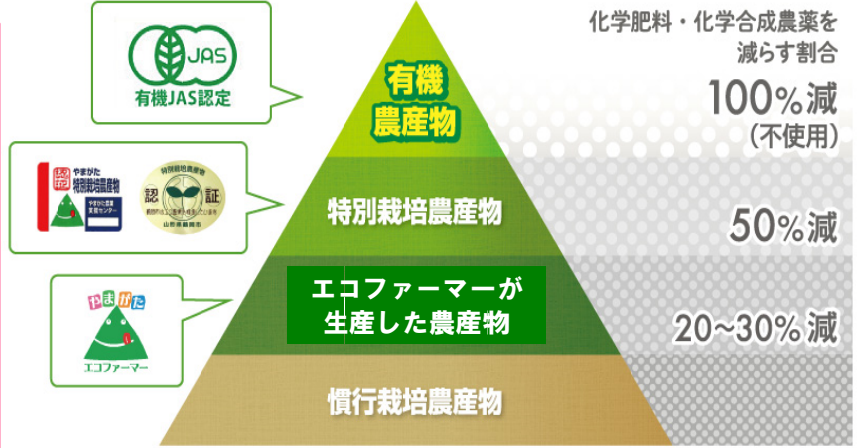 化学肥料・化学合成農薬を
減らす割合
JAS
有機JAS認定
有機
農産物
100%減
(不使用)
やまがた
特別栽培農産物
認証
特別栽培農産物
認 証
山形県鶴岡市
特別栽培農産物
50%減
やまがた
エコファーマー
エコファーマーが
生産した農産物
20~30%減
慣行栽培農産物